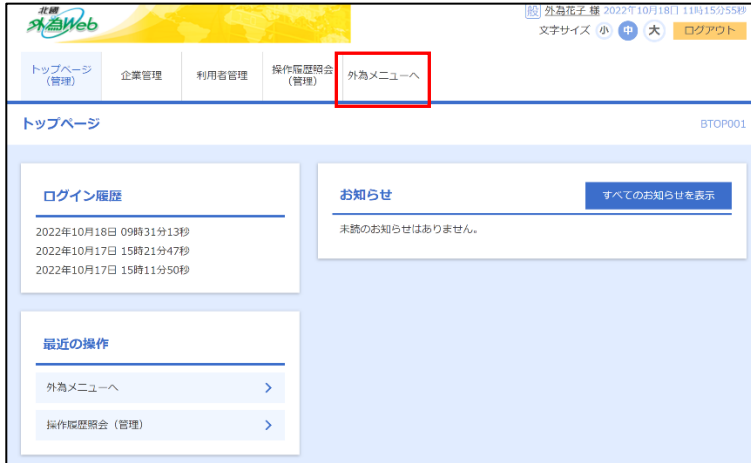 北國
外為Web
般 外為花子 様 2022年10月18日 11時15分55秒
文字サイズ 小 中 大 ログアウト
トップページ
（管理）
企業管理
利用者管理
操作履歴照会
（管理）
外為メニューへ
トップページ
BTOP001
ログイン履歴
2022年10月18日 09時31分13秒
2022年10月17日 15時21分47秒
2022年10月17日 15時11分50秒
お知らせ
すべてのお知らせを表示
未読のお知らせはありません。
最近の操作
外為メニューへ
操作履歴照会（管理）